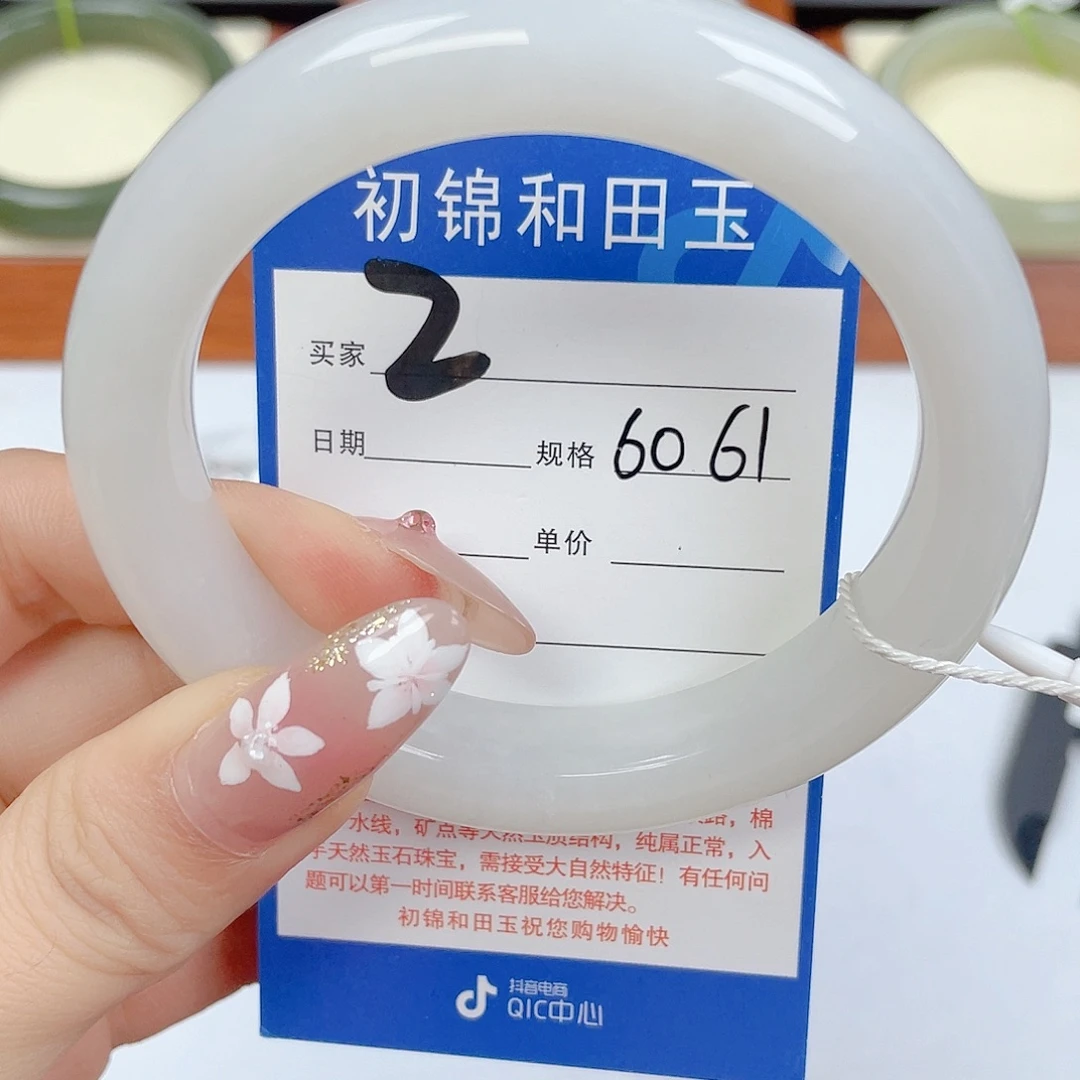 初锦和田玉
买家 2
日期 规格 60 61
单价
路，棉
水线，矿点等天然玉质结构，纯属正常，入
手天然玉石珠宝，需接受大自然特征！有任何问
题可以第一时间联系客服给您解决。
初锦和田玉祝您购物愉快
抖音电商
QIC中心